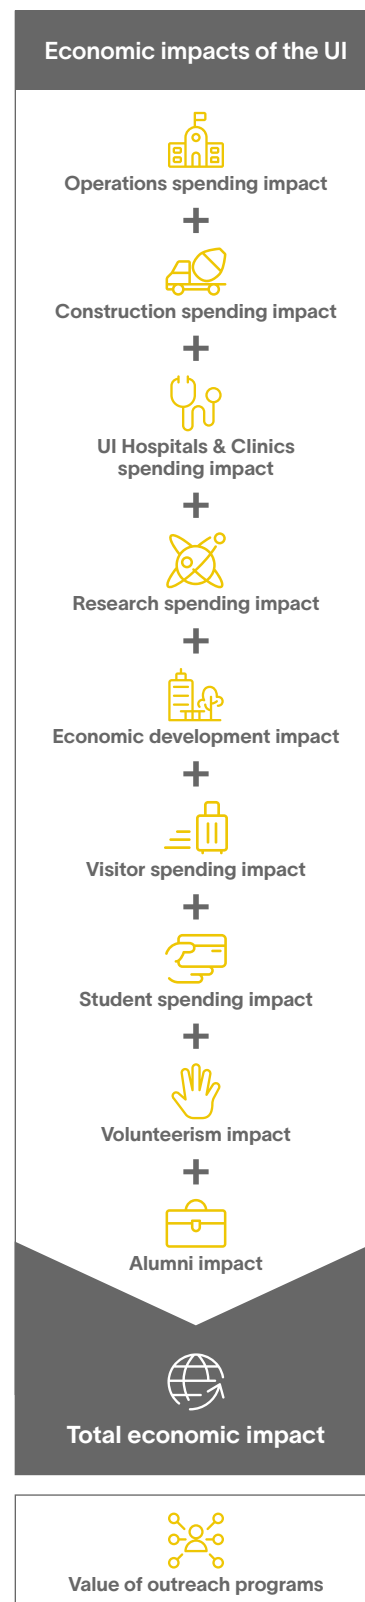 Economic impacts of the UI
Operations spending impact
+
Construction spending impact
+
UI Hospitals & Clinics
spending impact
+
Research spending impact
+
Economic development impact
+
Visitor spending impact
+
Student spending impact
+
Volunteerism impact
+
Alumni impact
Total economic impact
Value of outreach programs